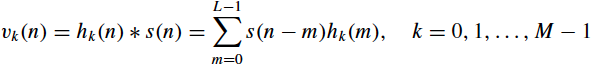 v_k(n) = h_k(n) * s(n) = \sum_{m=0}^{L-1} s(n − m)h_k(m), k = 0, 1, . . . , M − 1